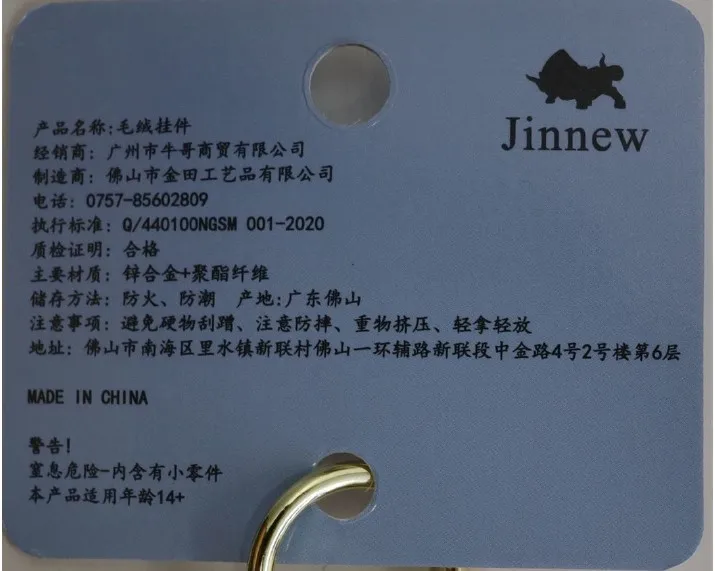 Jinnew
产品名称:毛绒挂件
经销商: 广州市牛哥商贸有限公司
制造商: 佛山市金田工艺品有限公司
电话: 0757-85602809
执行标准: Q/440100NGSM 001-2020
质检证明: 合格
主要材质: 锌合金+聚酯纤维
储存方法: 防火、防潮 产地:广东佛山
注意事项: 避免硬物刮蹭、注意防摔、重物挤压、轻拿轻放
地址: 佛山市南海区里水镇新联村佛山一环辅路新联段中金路4号2号楼第6层
MADE IN CHINA
警告!
窒息危险-内含有小零件
本产品适用年龄14+